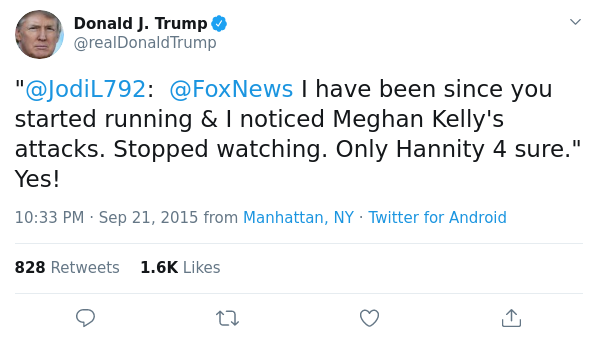 Donald J. Trump
@realDonaldTrump
"@JodiL792:  @FoxNews I have been since you
started running & I noticed Meghan Kelly's
attacks. Stopped watching. Only Hannity 4 sure."
Yes!
10:33 PM · Sep 21, 2015 from Manhattan, NY · Twitter for Android
828 Retweets 1.6K Likes